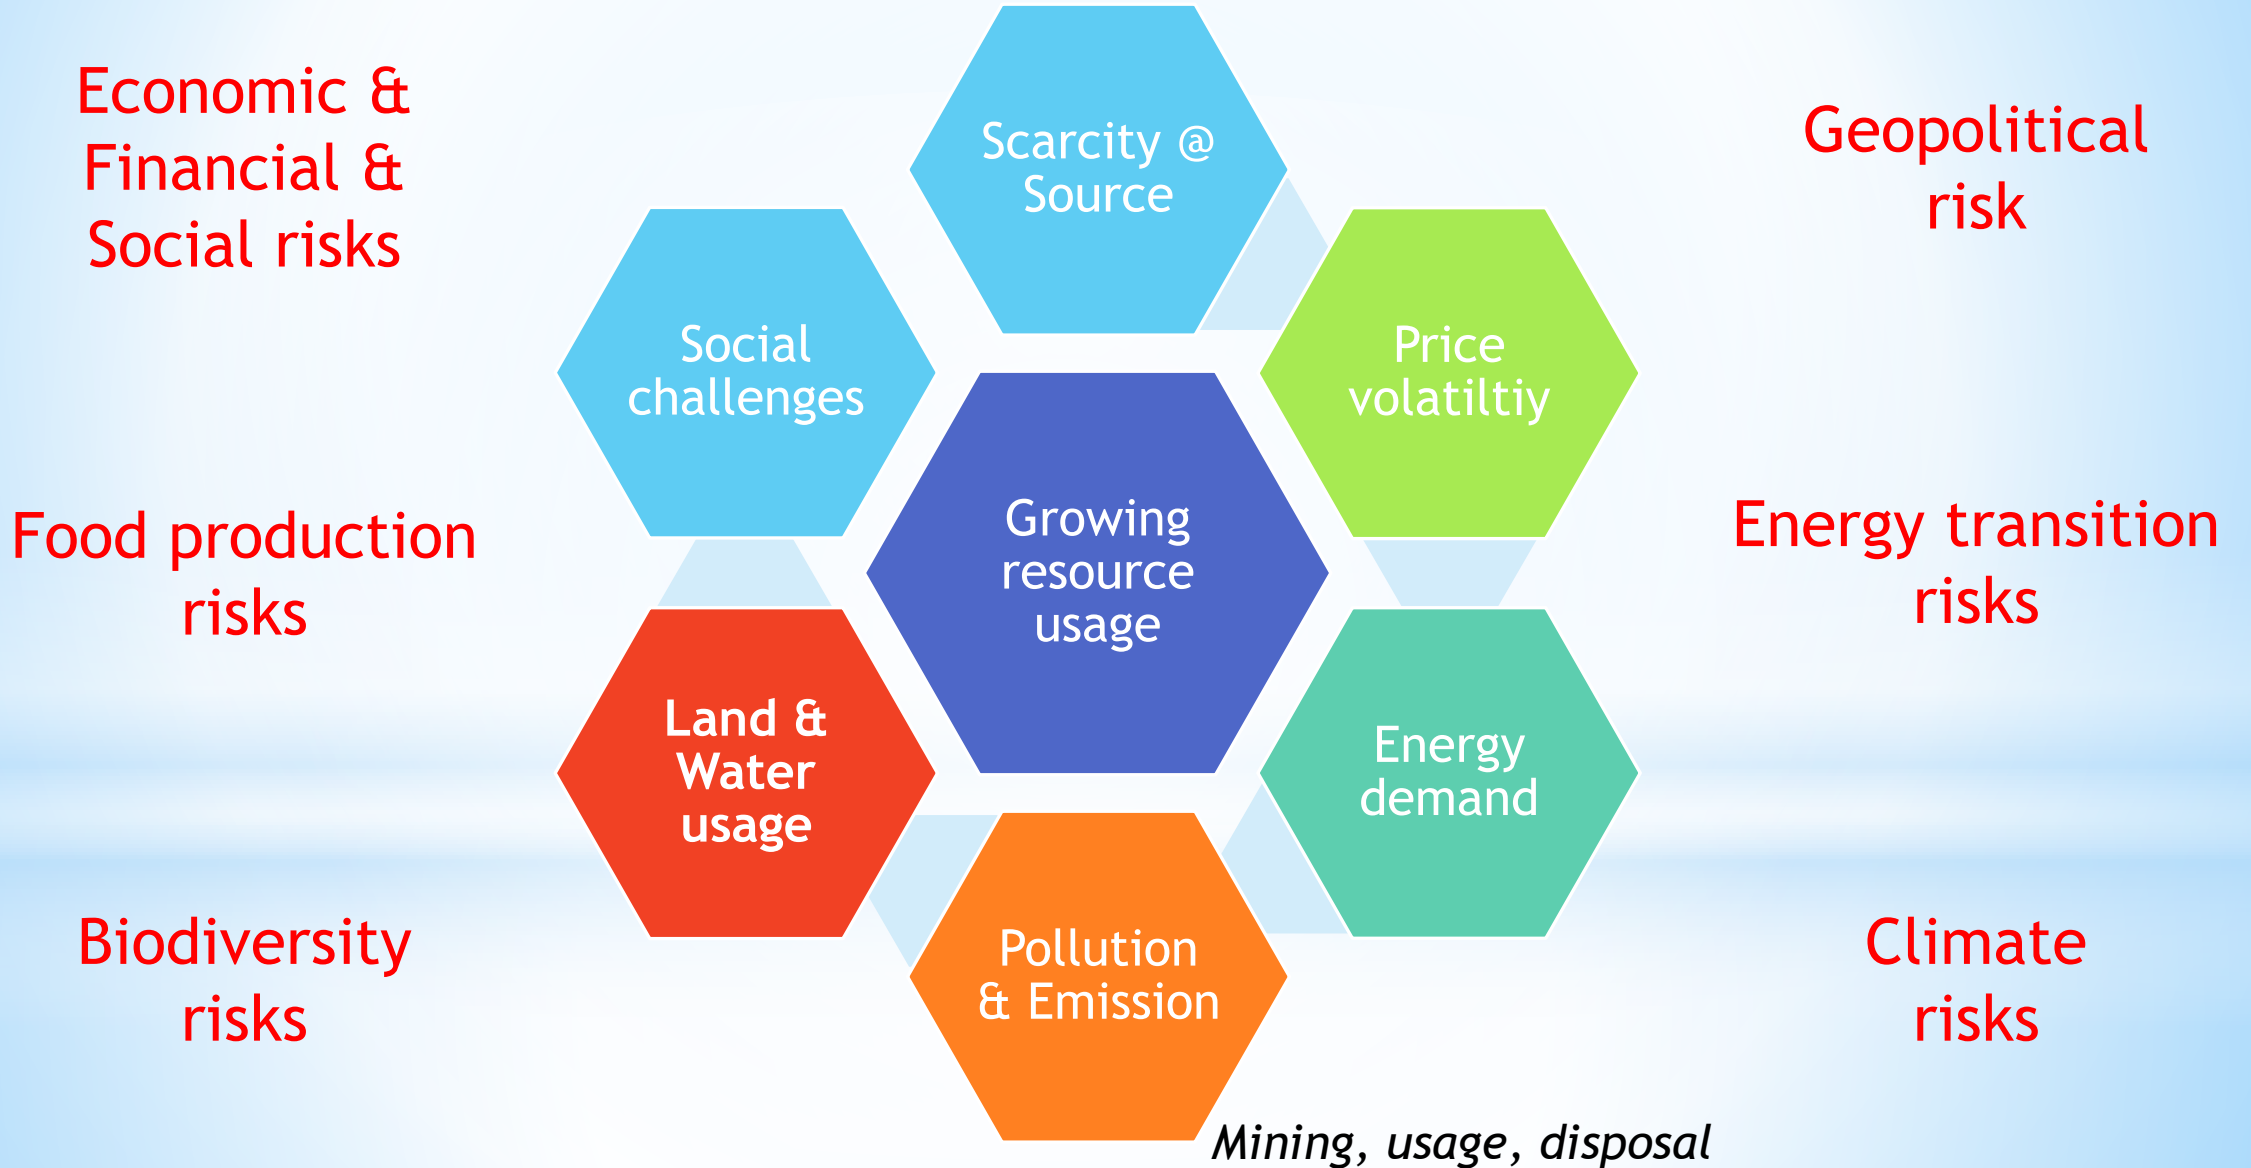 Economic &
Financial &
Social risks
Scarcity @
Source
Geopolitical
risk
Social
challenges
Price
volatiltiy
Growing
resource
usage
Food production
risks
Energy transition
risks
Land &
Water
usage
Energy
demand
Pollution
& Emission
Biodiversity
risks
Climate
risks
Mining, usage, disposal